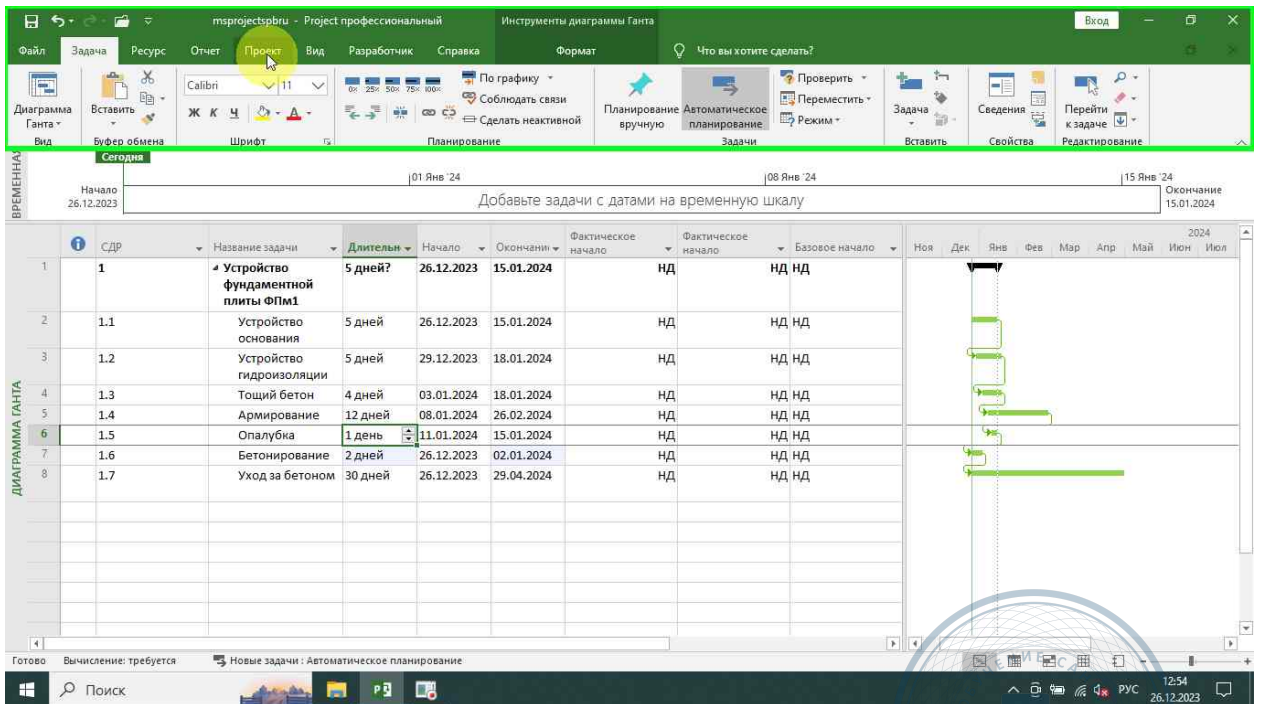 msprojectspbru - Project профессиональный Инструменты диаграммы Ганта Вход
Файл Задача Ресурс Отчет Проект Вид Разработчик Справка Формат Что вы хотите сделать?
Диаграмма Ганта
Вид
Вставить
Буфер обмена
Calibri 11
Ж К Ч А
Шрифт
0% 25% 50% 75% 100%
По графику
Соблюдать связи
Сделать неактивной
Планирование
Планирование вручную
Автоматическое планирование
Проверить
Переместить
Режим
Задачи
Задача
Вставить
Сведения
Свойства
Перейти к задаче
Редактирование
ВРЕМЕННАЯ
Сегодня
01 Янв '24 08 Янв '24 15 Янв '24
Начало
26.12.2023
Добавьте задачи с датами на временную шкалу
Окончание
15.01.2024
СДР Название задачи Длительн Начало Окончани Фактическое начало Фактическое начало Базовое начало
2024
Ноя Дек Янв Фев Мар Апр Май Июн Июл
1 1 Устройство фундаментной плиты ФПм1 5 дней? 26.12.2023 15.01.2024 НД НД НД
2 1.1 Устройство основания 5 дней 26.12.2023 15.01.2024 НД НД НД
3 1.2 Устройство гидроизоляции 5 дней 29.12.2023 18.01.2024 НД НД НД
4 1.3 Тощий бетон 4 дней 03.01.2024 18.01.2024 НД НД НД
5 1.4 Армирование 12 дней 08.01.2024 26.02.2024 НД НД НД
6 1.5 Опалубка 1 день 11.01.2024 15.01.2024 НД НД НД
7 1.6 Бетонирование 2 дней 26.12.2023 02.01.2024 НД НД НД
8 1.7 Уход за бетоном 30 дней 26.12.2023 29.04.2024 НД НД НД
ДИАГРАММА ГАНТА
Готово Вычисление: требуется Новые задачи : Автоматическое планирование
Поиск
РУС
12:54
26.12.2023